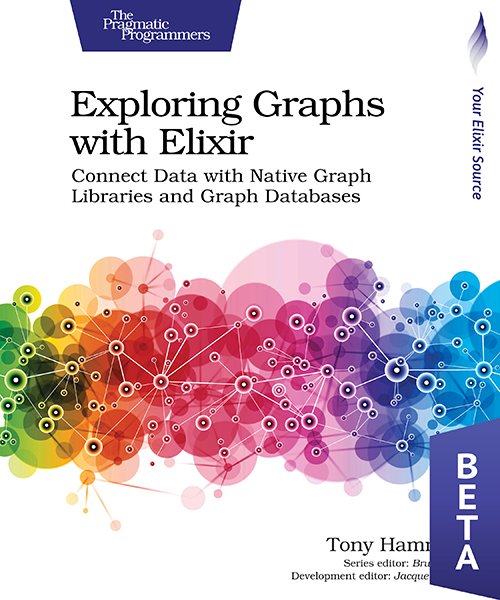 The
Pragmatic
Programmers
Your Elixir Source
Exploring Graphs
with Elixir
Connect Data with Native Graph
Libraries and Graph Databases
BETA
Tony
Series editor:
Development editor: